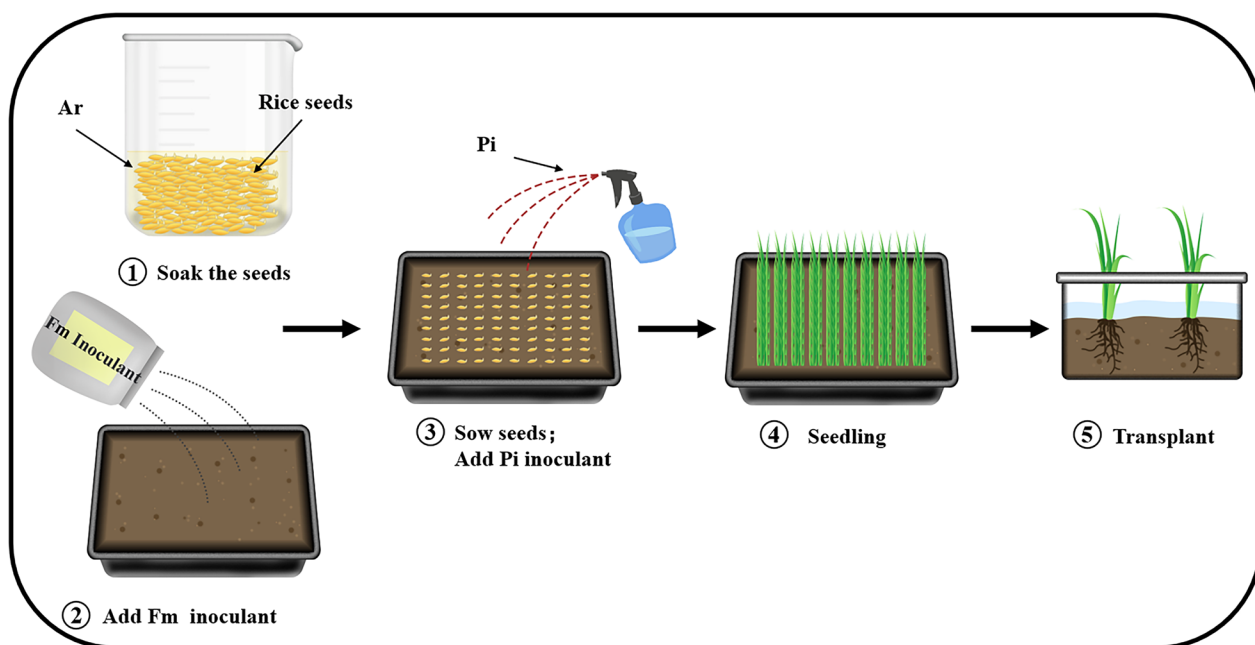 Ar
Rice seeds
① Soak the seeds
Fm Inoculant
② Add Fm inoculant
Pi
③ Sow seeds;
Add Pi inoculant
④ Seedling
⑤ Transplant